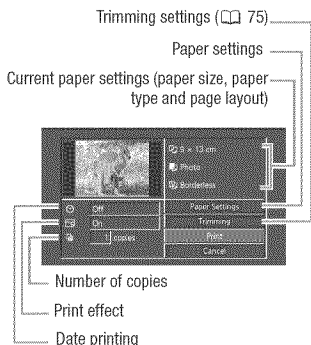 Trimming settings (📖 75)
Paper settings
Current paper settings (paper size, paper
type and page layout)
9 x 13 cm
Photo
Borderless
Off
On
1 copies
Paper Settings
Trimming
Print
Cancel
Number of copies
Print effect
Date printing